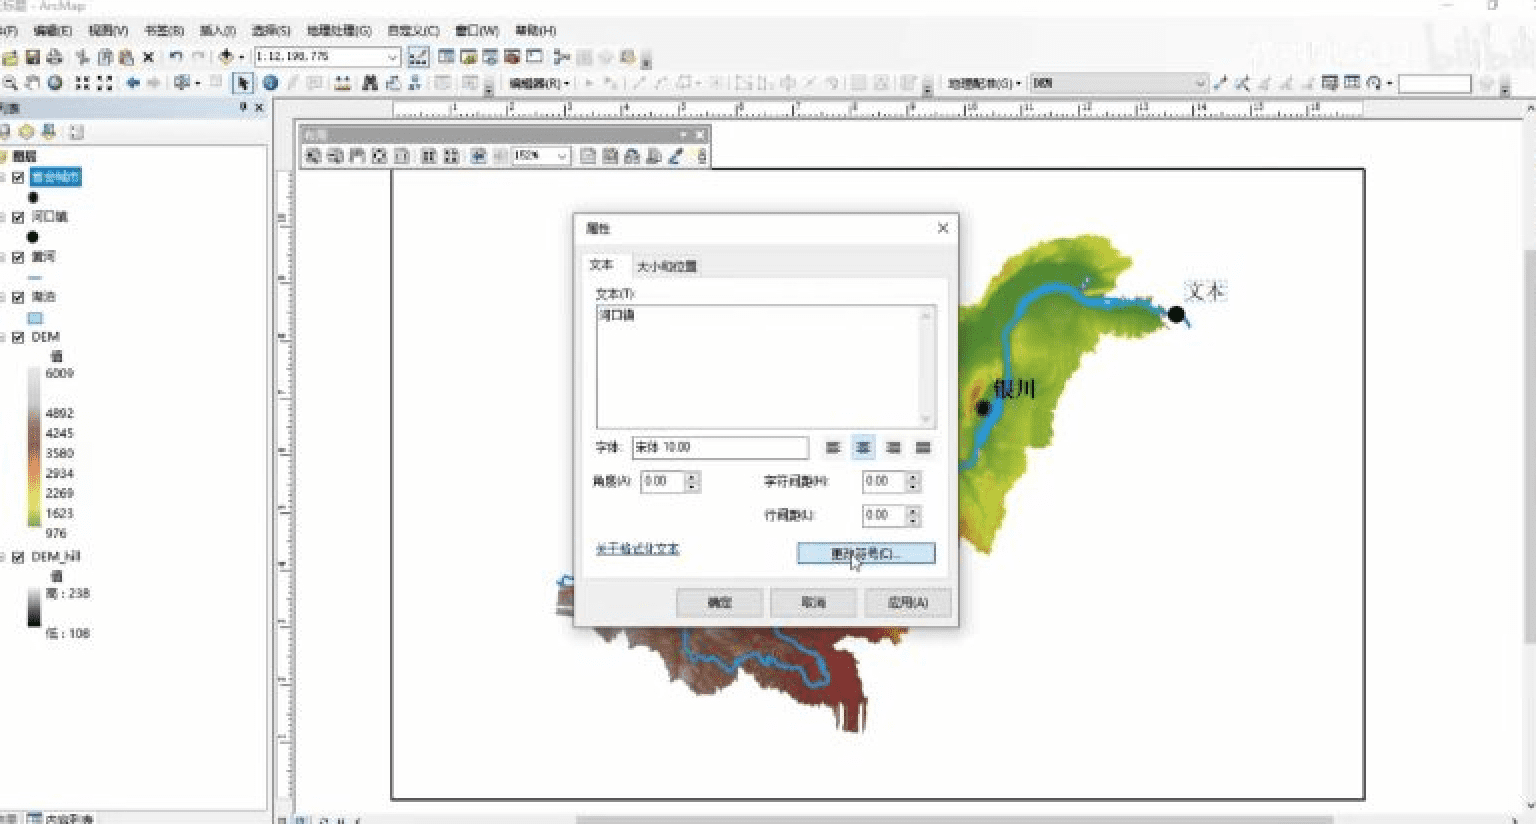 标题 - ArcMap
(F) 编辑(E) 视图(V) 书签(B) 插入(I) 选择(S) 地理处理(G) 自定义(C) 窗口(W) 帮助(H)
1:12,198,775
编辑器(R)
地理配准(G)
DEM
152%
图层
省会城市
河口镇
黄河
湖泊
DEM
值
6009
4892
4245
3580
2934
2269
1623
976
DEM_hill
值
高 : 238
低 : 108
内容列表
属性
文本
大小和位置
文本(T):
河口镇
字体:
宋体 10.00
角度(A):
0.00
字符间距(H):
0.00
行间距(L):
0.00
关于格式化文本
更改符号(C)...
确定
取消
应用(A)
文本
银川